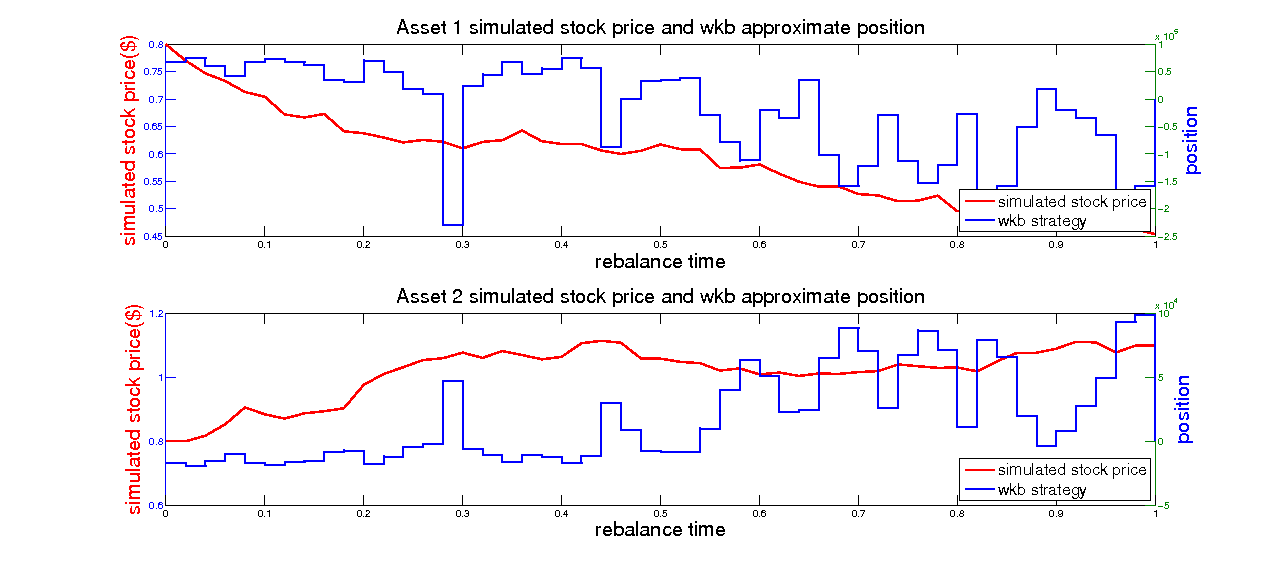 Asset 1 simulated stock price and wkb approximate position
x 10^5
simulated stock price($)
0.8
0.75
0.7
0.65
0.6
0.55
0.5
0.45
1
0.5
0
-0.5
-1
-1.5
-2
-2.5
position
simulated stock price
wkb strategy
0 0.1 0.2 0.3 0.4 0.5 0.6 0.7 0.8 0.9 1
rebalance time
Asset 2 simulated stock price and wkb approximate position
x 10^4
simulated stock price($)
1.2
1
0.8
0.6
10
5
0
-5
position
simulated stock price
wkb strategy
0 0.1 0.2 0.3 0.4 0.5 0.6 0.7 0.8 0.9 1
rebalance time